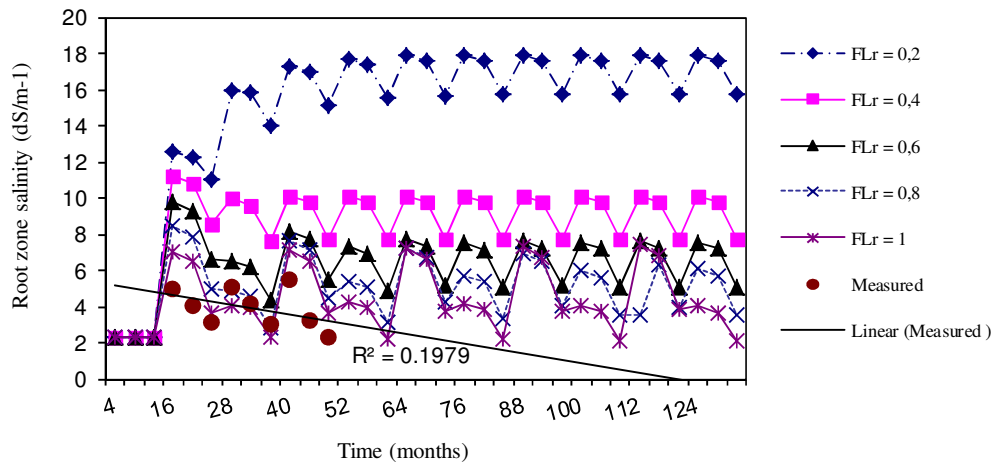 20
18
16
14
12
10
8
6
4
2
0
Root zone salinity (dS/m-1)
R² = 0.1979
4 16 28 40 52 64 76 88 100 112 124
Time (months)
FLr = 0,2
FLr = 0,4
FLr = 0,6
FLr = 0,8
FLr = 1
Measured
Linear (Measured )